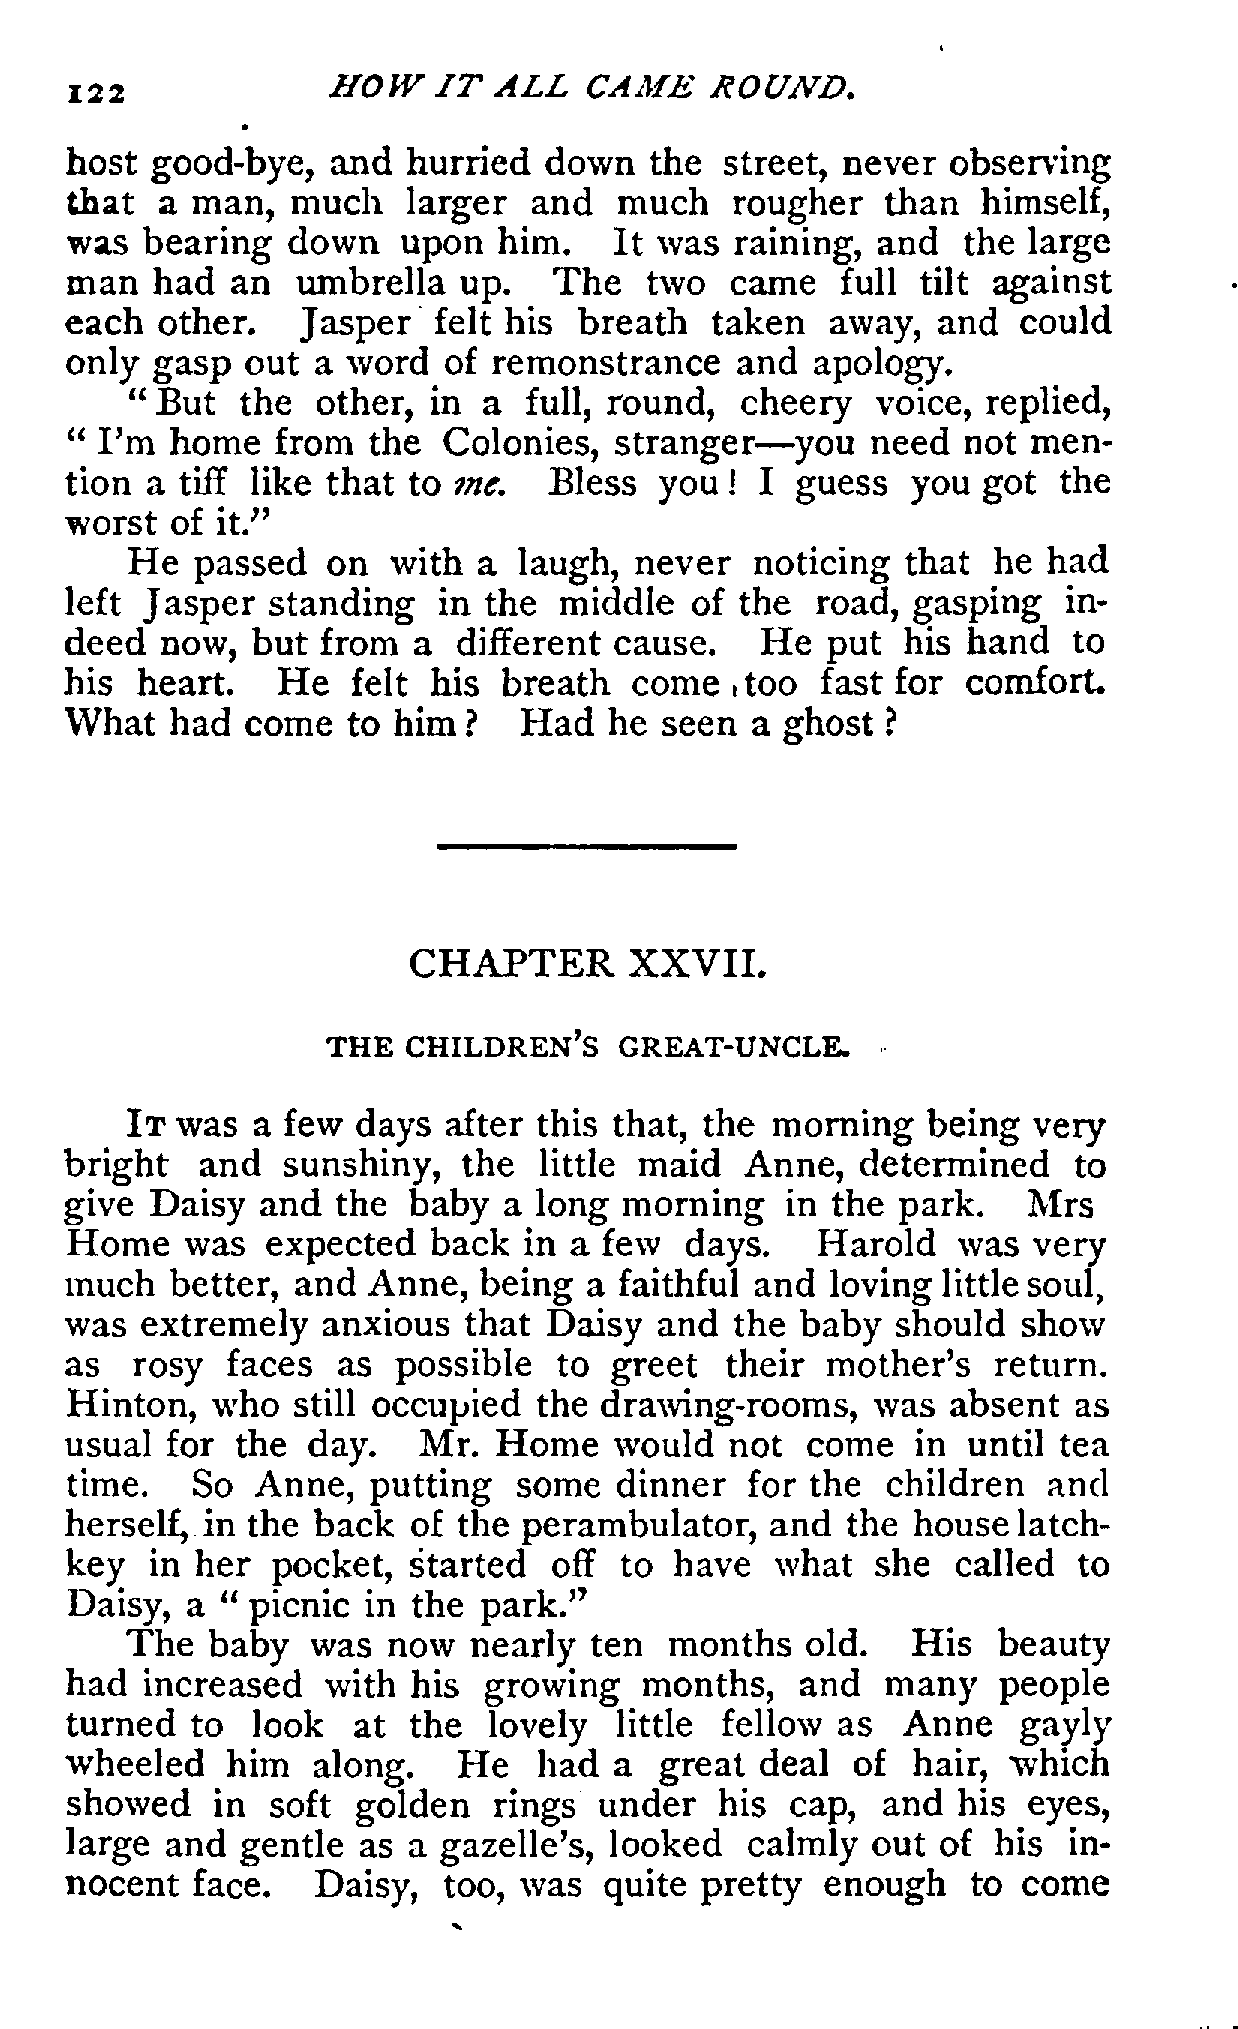 122 HOW IT ALL CAME ROUND.
host good-bye, and hurried down the street, never observing
that a man, much larger and much rougher than himself,
was bearing down upon him. It was raining, and the large
man had an umbrella up. The two came full tilt against
each other. Jasper felt his breath taken away, and could
only gasp out a word of remonstrance and apology.
“ But the other, in a full, round, cheery voice, replied,
“ I’m home from the Colonies, stranger—you need not men-
tion a tiff like that to me. Bless you ! I guess you got the
worst of it.”
He passed on with a laugh, never noticing that he had
left Jasper standing in the middle of the road, gasping in-
deed now, but from a different cause. He put his hand to
his heart. He felt his breath come too fast for comfort.
What had come to him ? Had he seen a ghost ?
CHAPTER XXVII.
THE CHILDREN’S GREAT-UNCLE.
IT was a few days after this that, the morning being very
bright and sunshiny, the little maid Anne, determined to
give Daisy and the baby a long morning in the park. Mrs
Home was expected back in a few days. Harold was very
much better, and Anne, being a faithful and loving little soul,
was extremely anxious that Daisy and the baby should show
as rosy faces as possible to greet their mother’s return.
Hinton, who still occupied the drawing-rooms, was absent as
usual for the day. Mr. Home would not come in until tea
time. So Anne, putting some dinner for the children and
herself, in the back of the perambulator, and the house latch-
key in her pocket, started off to have what she called to
Daisy, a “ picnic in the park.”
The baby was now nearly ten months old. His beauty
had increased with his growing months, and many people
turned to look at the lovely little fellow as Anne gayly
wheeled him along. He had a great deal of hair, which
showed in soft golden rings under his cap, and his eyes,
large and gentle as a gazelle’s, looked calmly out of his in-
nocent face. Daisy, too, was quite pretty enough to come